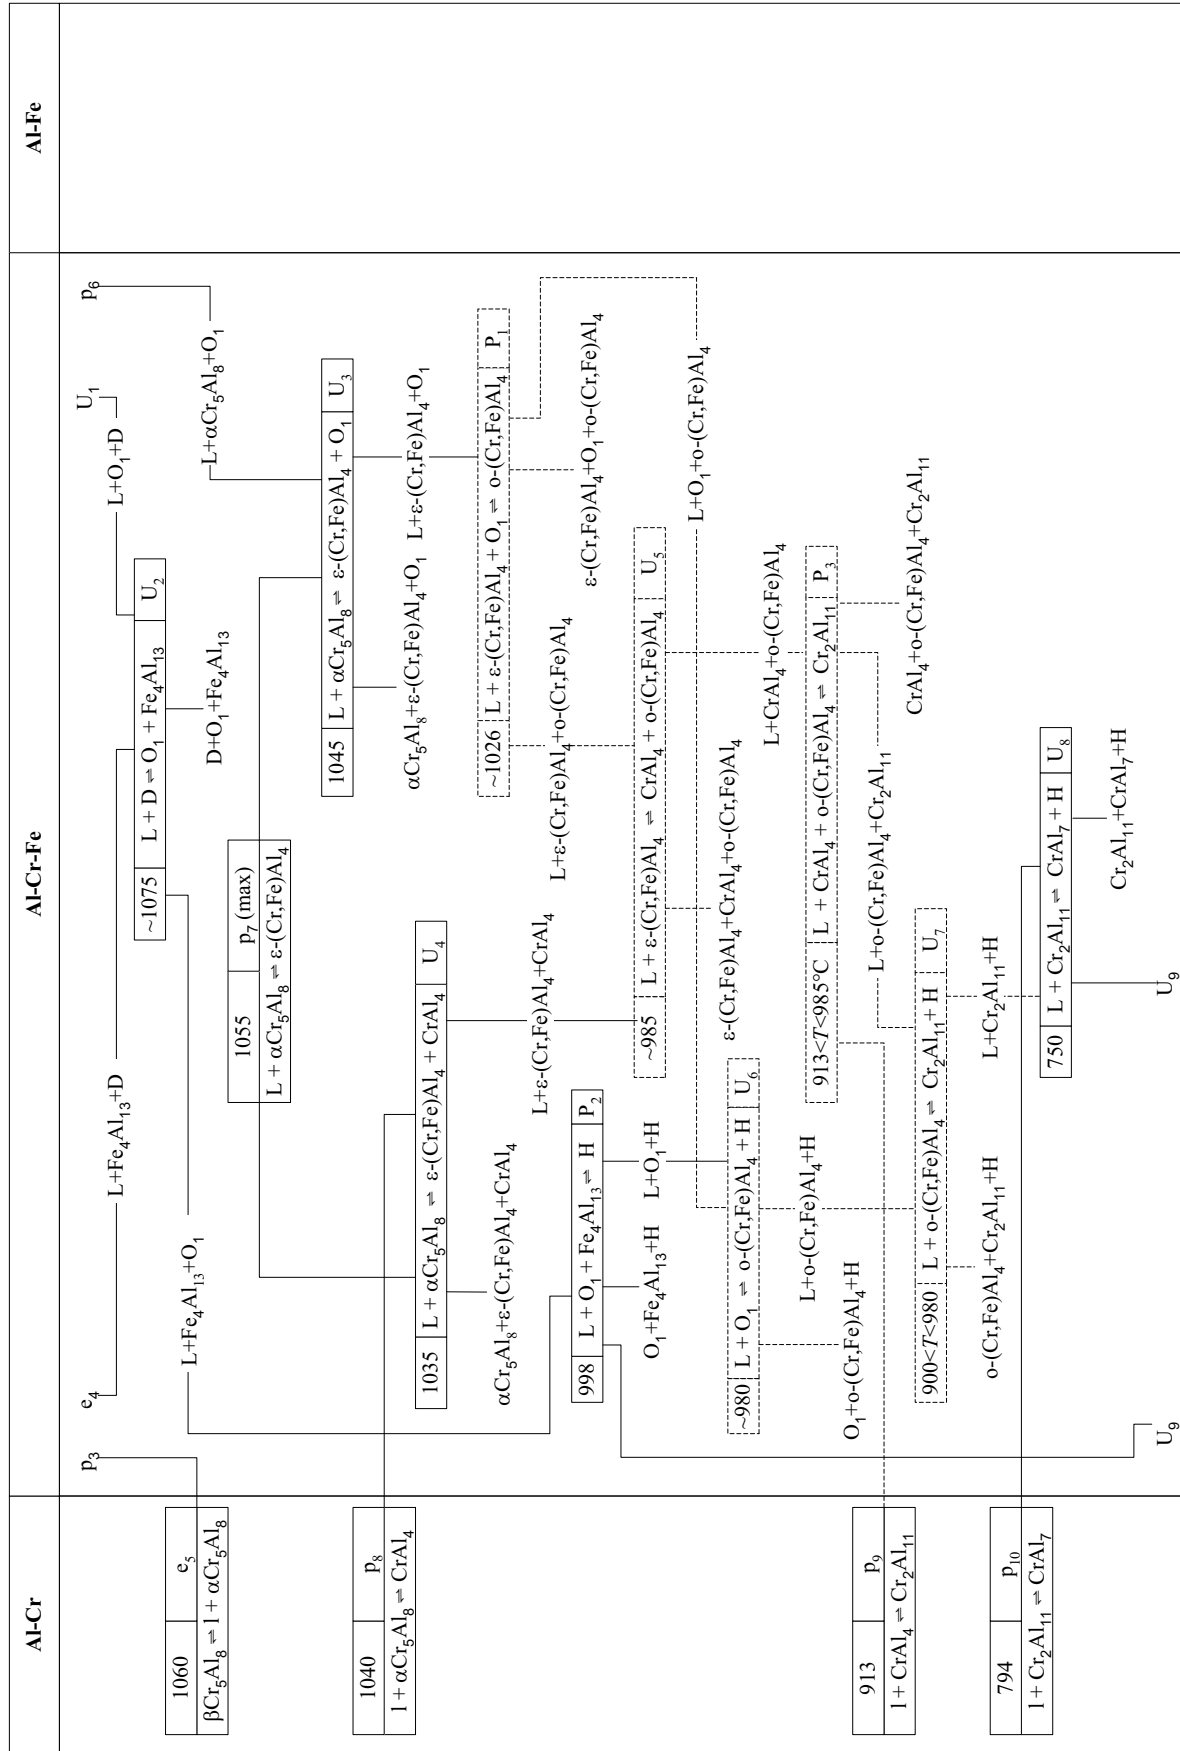 Al-Cr
Al-Cr-Fe
Al-Fe
p₃
e₄
U₁
p₆
1060
e₅
βCr₅Al₈ ⇌ l + αCr₅Al₈
L+Fe₄Al₁₃+D
L+O₁+D
~1075
L + D ⇌ O₁ + Fe₄Al₁₃
U₂
L+Fe₄Al₁₃+O₁
D+O₁+Fe₄Al₁₃
L+αCr₅Al₈+O₁
1055
p₇ (max)
L + αCr₅Al₈ ⇌ ε-(Cr,Fe)Al₄
1045
L + αCr₅Al₈ ⇌ ε-(Cr,Fe)Al₄ + O₁
U₃
1040
p₈
l + αCr₅Al₈ ⇌ CrAl₄
αCr₅Al₈+ε-(Cr,Fe)Al₄+O₁
L+ε-(Cr,Fe)Al₄+O₁
1035
L + αCr₅Al₈ ⇌ ε-(Cr,Fe)Al₄ + CrAl₄
U₄
αCr₅Al₈+ε-(Cr,Fe)Al₄+CrAl₄
L+ε-(Cr,Fe)Al₄+CrAl₄
~1026
L + ε-(Cr,Fe)Al₄ + O₁ ⇌ o-(Cr,Fe)Al₄
P₁
L+ε-(Cr,Fe)Al₄+o-(Cr,Fe)Al₄
ε-(Cr,Fe)Al₄+O₁+o-(Cr,Fe)Al₄
998
L + O₁ + Fe₄Al₁₃ ⇌ H
P₂
O₁+Fe₄Al₁₃+H
L+O₁+H
~985
L + ε-(Cr,Fe)Al₄ ⇌ CrAl₄ + o-(Cr,Fe)Al₄
U₅
L+O₁+o-(Cr,Fe)Al₄
ε-(Cr,Fe)Al₄+CrAl₄+o-(Cr,Fe)Al₄
L+CrAl₄+o-(Cr,Fe)Al₄
~980
L + O₁ ⇌ o-(Cr,Fe)Al₄ + H
U₆
L+o-(Cr,Fe)Al₄+H
O₁+o-(Cr,Fe)Al₄+H
913<T<985°C
L + CrAl₄ + o-(Cr,Fe)Al₄ ⇌ Cr₂Al₁₁
P₃
913
p₉
l + CrAl₄ ⇌ Cr₂Al₁₁
L+o-(Cr,Fe)Al₄+Cr₂Al₁₁
CrAl₄+o-(Cr,Fe)Al₄+Cr₂Al₁₁
900<T<980
L + o-(Cr,Fe)Al₄ ⇌ Cr₂Al₁₁ + H
U₇
o-(Cr,Fe)Al₄+Cr₂Al₁₁+H
L+Cr₂Al₁₁+H
794
p₁₀
l + Cr₂Al₁₁ ⇌ CrAl₇
750
L + Cr₂Al₁₁ ⇌ CrAl₇ + H
U₈
Cr₂Al₁₁+CrAl₇+H
U₉
U₉